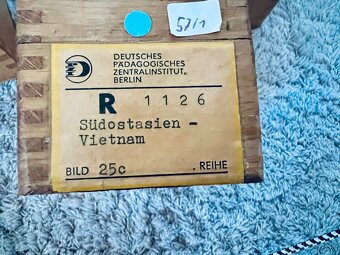 57/1
DEUTSCHES
PÄDAGOGISCHES
ZENTRALINSTITUT
BERLIN
R 1126
Südostasien -
Vietnam
BILD 25c . REIHE